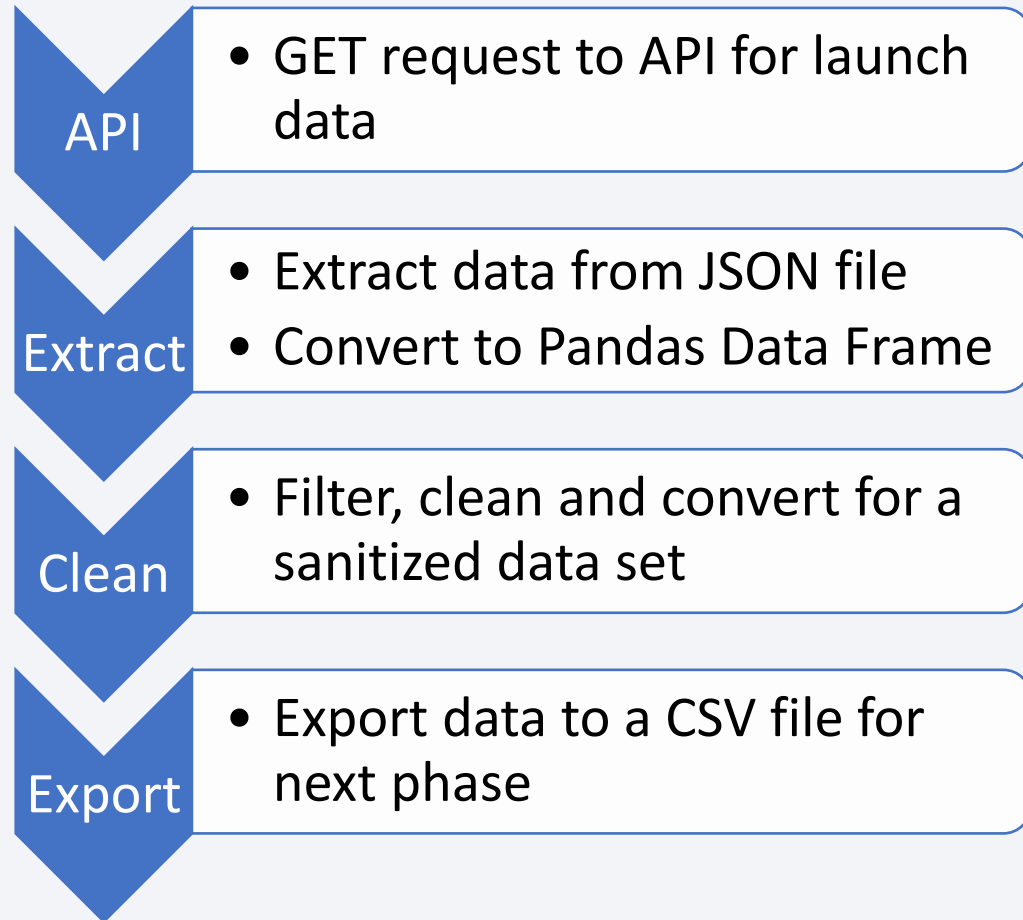 API
• GET request to API for launch
data
Extract
• Extract data from JSON file
• Convert to Pandas Data Frame
Clean
• Filter, clean and convert for a
sanitized data set
Export
• Export data to a CSV file for
next phase